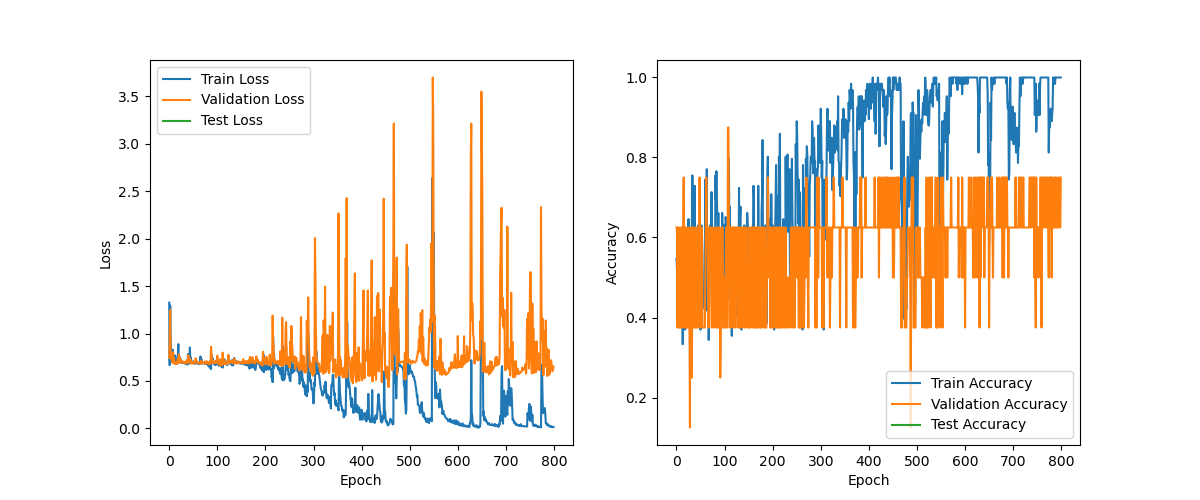 Train Loss
Validation Loss
Test Loss
3.5
3.0
2.5
2.0
1.5
1.0
0.5
0.0
Loss
0 100 200 300 400 500 600 700 800
Epoch
1.0
0.8
0.6
0.4
0.2
Accuracy
Train Accuracy
Validation Accuracy
Test Accuracy
0 100 200 300 400 500 600 700 800
Epoch